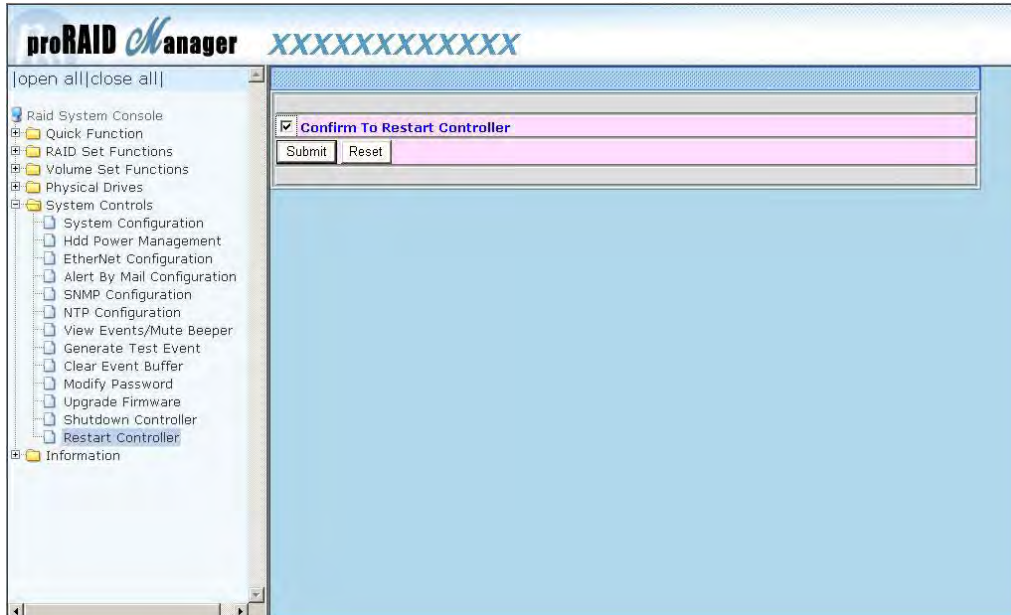 proRAID Manager XXXXXXXXXXXX
|open all|close all|
Raid System Console
Quick Function
RAID Set Functions
Volume Set Functions
Physical Drives
System Controls
System Configuration
Hdd Power Management
EtherNet Configuration
Alert By Mail Configuration
SNMP Configuration
NTP Configuration
View Events/Mute Beeper
Generate Test Event
Clear Event Buffer
Modify Password
Upgrade Firmware
Shutdown Controller
Restart Controller
Information
Confirm To Restart Controller
Submit Reset